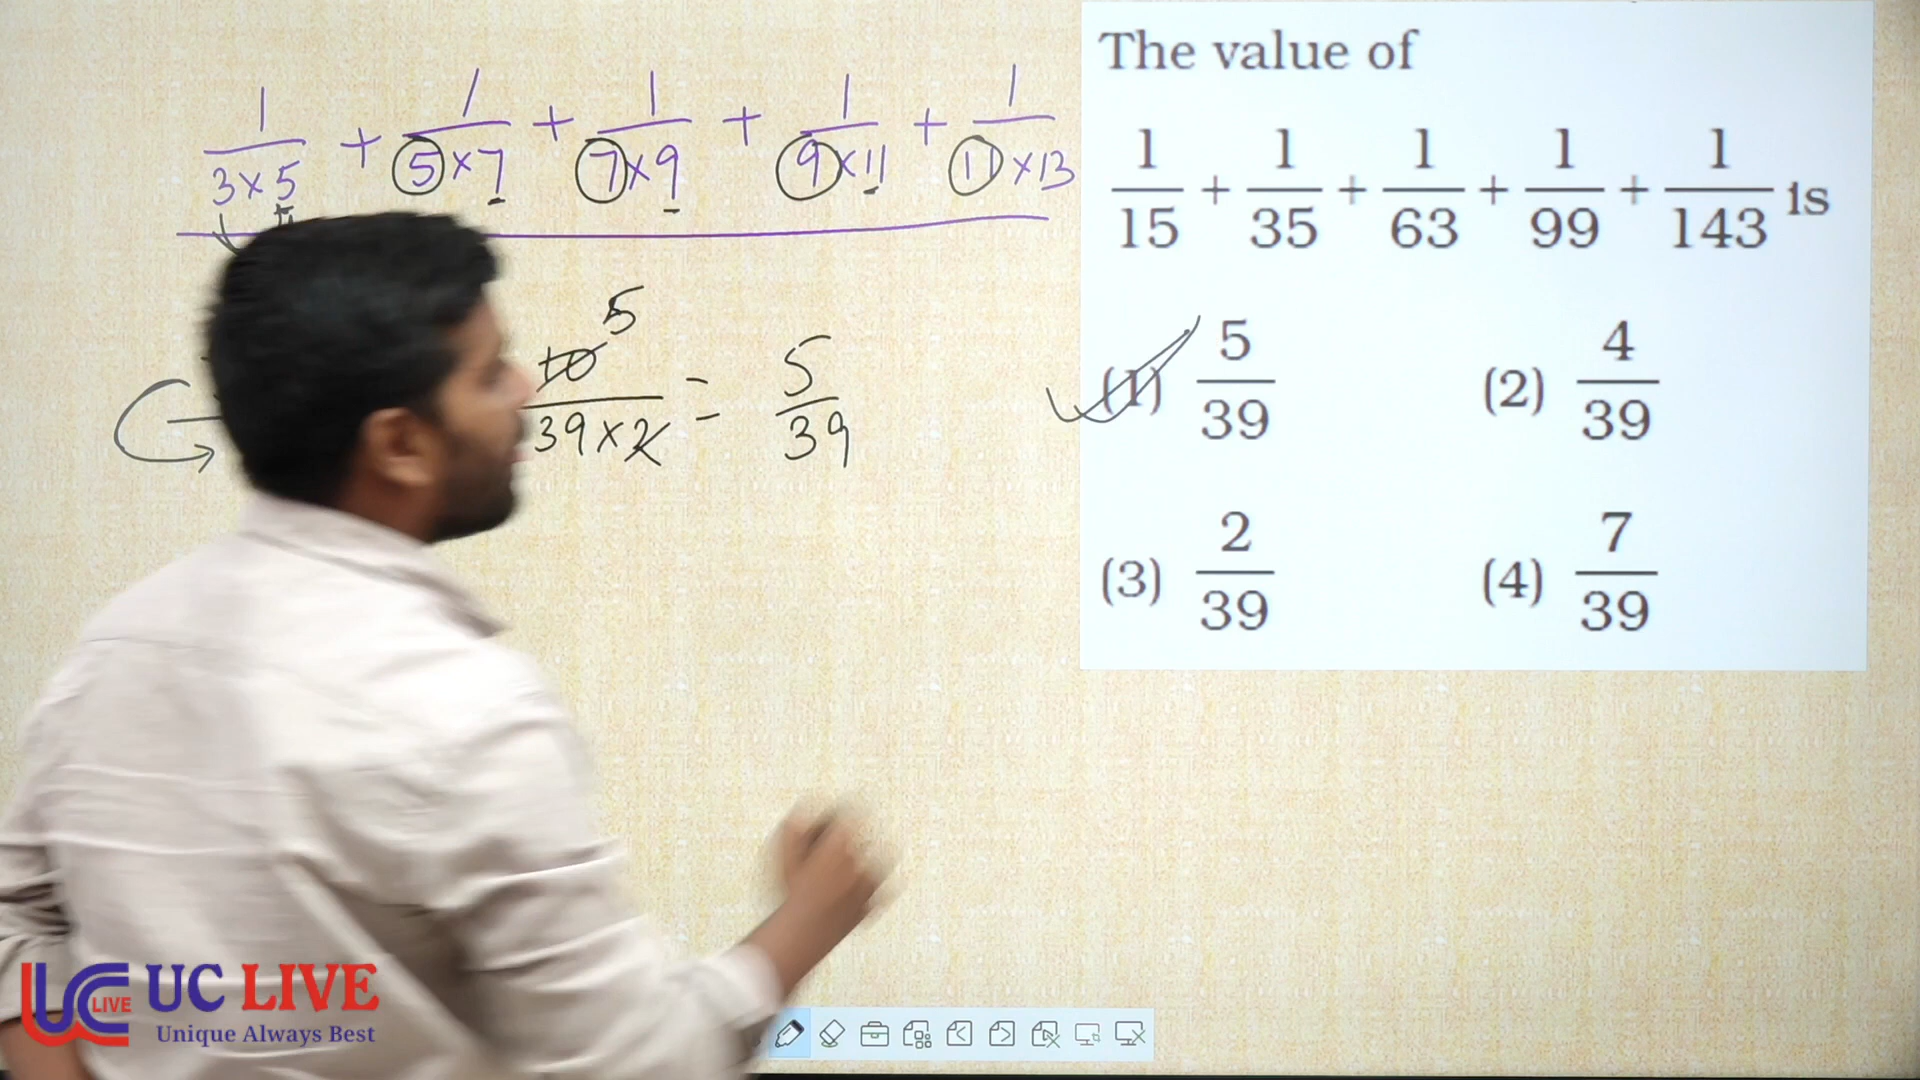 1/(3×5) + 1/(5×7) + 1/(7×9) + 1/(9×11) + 1/(11×13)
10 5/(39×2) = 5/39
The value of
1/15 + 1/35 + 1/63 + 1/99 + 1/143 is
(1) 5/39 (2) 4/39
(3) 2/39 (4) 7/39
UC LIVE
LIVE
Unique Always Best